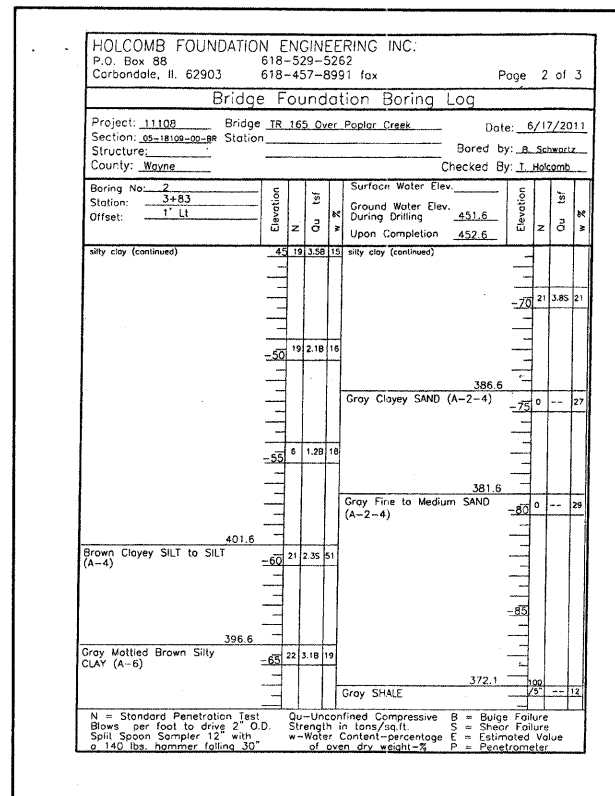 HOLCOMB FOUNDATION ENGINEERING INC.
P.O. Box 88 618-529-5262
Carbondale, Il. 62903 618-457-8991 fax Page 2 of 3
Bridge Foundation Boring Log
Project: 11108 Bridge TR 165 Over Poplar Creek Date: 6/17/2011
Section: 05-18109-00-BR Station
Structure: Bored by: B. Schwartz
County: Wayne Checked By: T. Holcomb
Boring No: 2
Station: 3+83
Offset: 1' Lt
Elevation N Qu tsf w %
Surface Water Elev.
Ground Water Elev.
During Drilling 451.6
Upon Completion 452.6
Elevation N Qu tsf w %
silty clay (continued) 45 19 3.5B 15
-50 19 2.1B 16
-55 6 1.2B 18
401.6
Brown Clayey SILT to SILT
(A-4)
-60 21 2.3S 51
396.6
Gray Mottled Brown Silty
CLAY (A-6)
-65 22 3.1B 19
silty clay (continued)
-70 21 3.8S 21
386.6
Gray Clayey SAND (A-2-4)
-75 0 -- 27
381.6
Gray Fine to Medium SAND
(A-2-4)
-80 0 -- 29
-85
372.1
Gray SHALE
100
/5" -- 12
N = Standard Penetration Test
Blows per foot to drive 2" O.D.
Split Spoon Sampler 12" with
a 140 lbs. hammer falling 30"
Qu-Unconfined Compressive
Strength in tons/sq.ft.
w-Water Content-percentage
of oven dry weight-%
B = Bulge Failure
S = Shear Failure
E = Estimated Value
P = Penetrometer